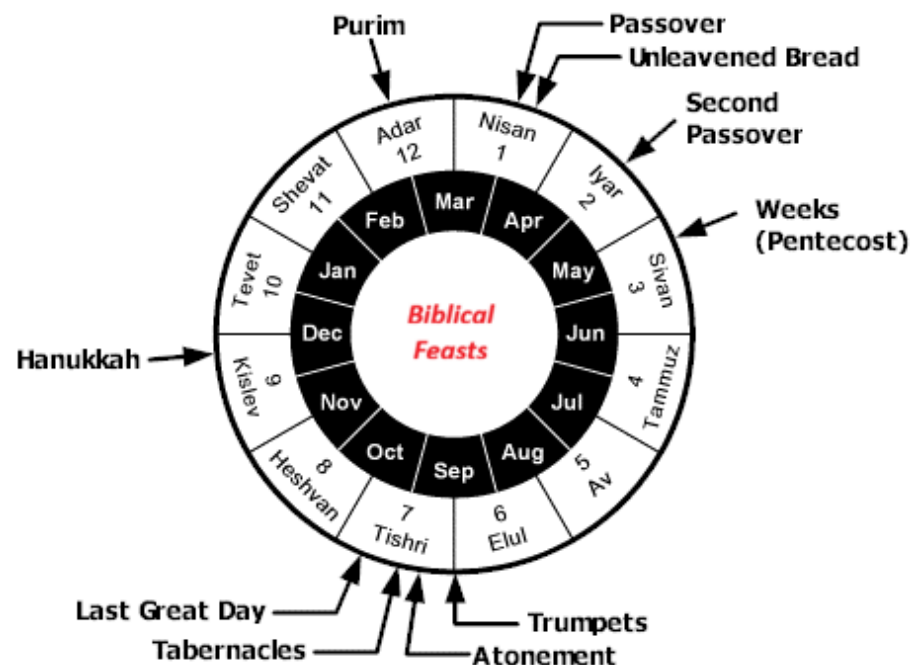 Purim
Passover
Unleavened Bread
Second
Passover
Weeks
(Pentecost)
Hanukkah
Last Great Day
Tabernacles
Atonement
Trumpets
Nisan
1
Iyar
2
Sivan
3
Tammuz
4
Av
5
Elul
6
Tishri
7
Heshvan
8
Kislev
9
Tevet
10
Shevat
11
Adar
12
Mar
Apr
May
Jun
Jul
Aug
Sep
Oct
Nov
Dec
Jan
Feb
Biblical
Feasts